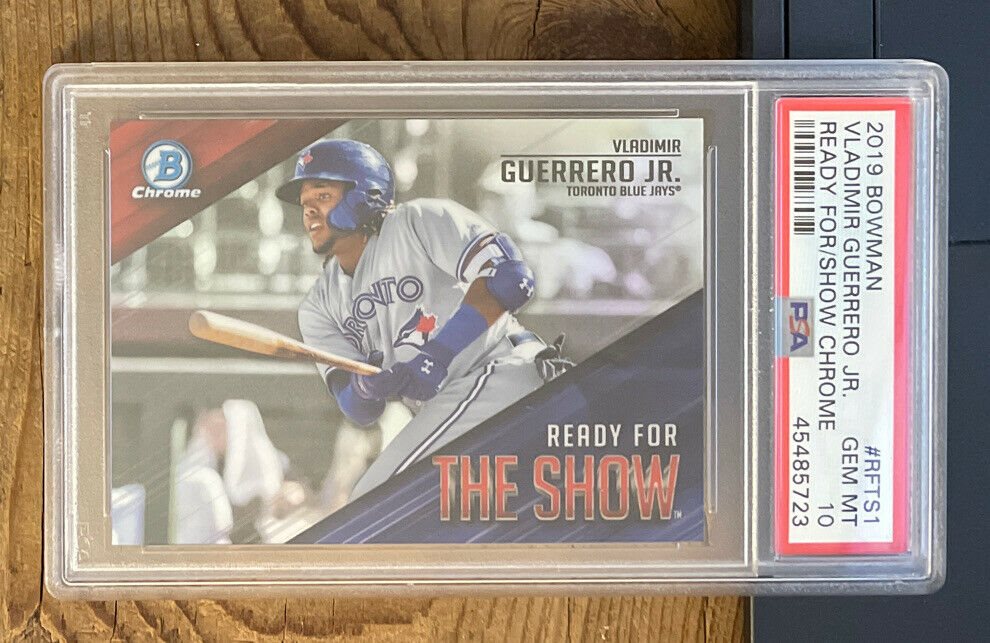 B
Chrome
VLADIMIR
GUERRERO JR.
TORONTO BLUE JAYS®
TORONTO
READY FOR
THE SHOW™
2019 BOWMAN #RFTS1
VLADIMIR GUERRERO JR. GEM MT
READY FOR/SHOW CHROME 10
PSA 45485723